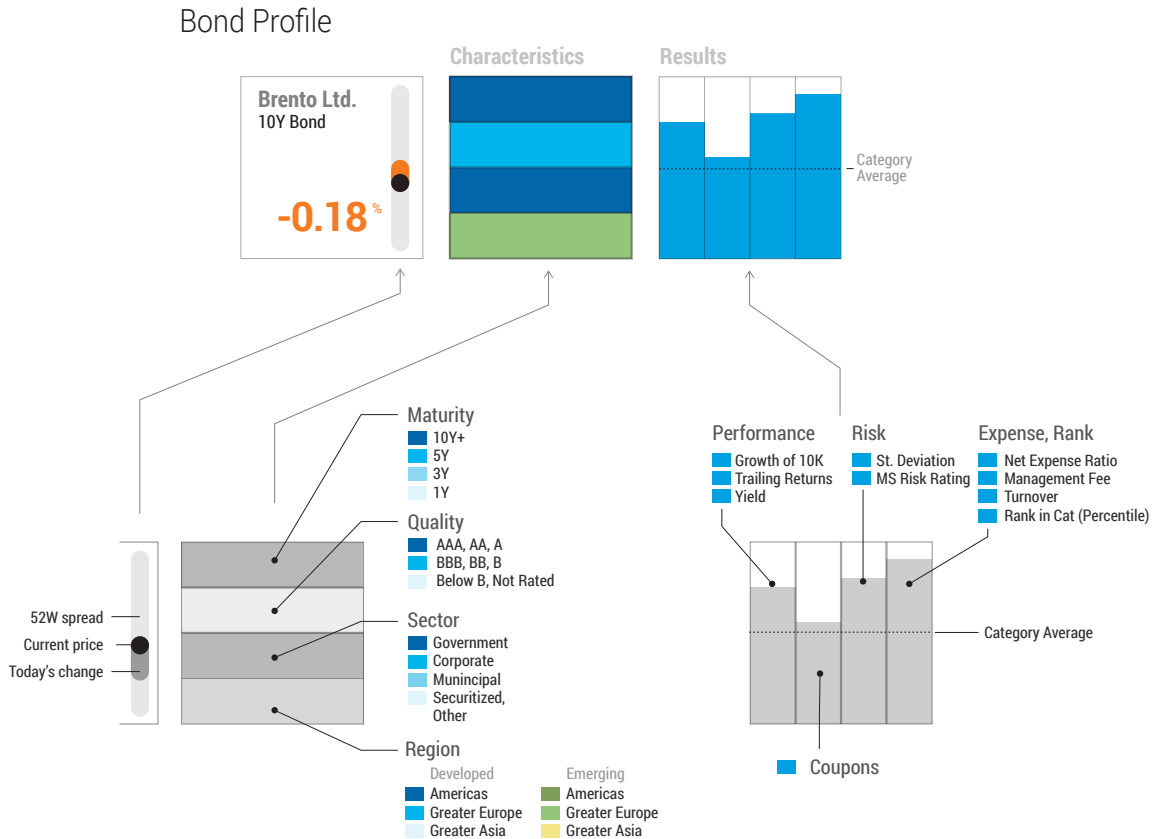 Bond Profile
Characteristics
Results
Brento Ltd.
10Y Bond
-0.18 %
Category
Average
Maturity
10Y+
5Y
3Y
1Y
Quality
AAA, AA, A
BBB, BB, B
Below B, Not Rated
Sector
Government
Corporate
Munincipal
Securitized,
Other
Region
Developed
Americas
Greater Europe
Greater Asia
Emerging
Americas
Greater Europe
Greater Asia
52W spread
Current price
Today's change
Performance
Growth of 10K
Trailing Returns
Yield
Risk
St. Deviation
MS Risk Rating
Expense, Rank
Net Expense Ratio
Management Fee
Turnover
Rank in Cat (Percentile)
Category Average
Coupons